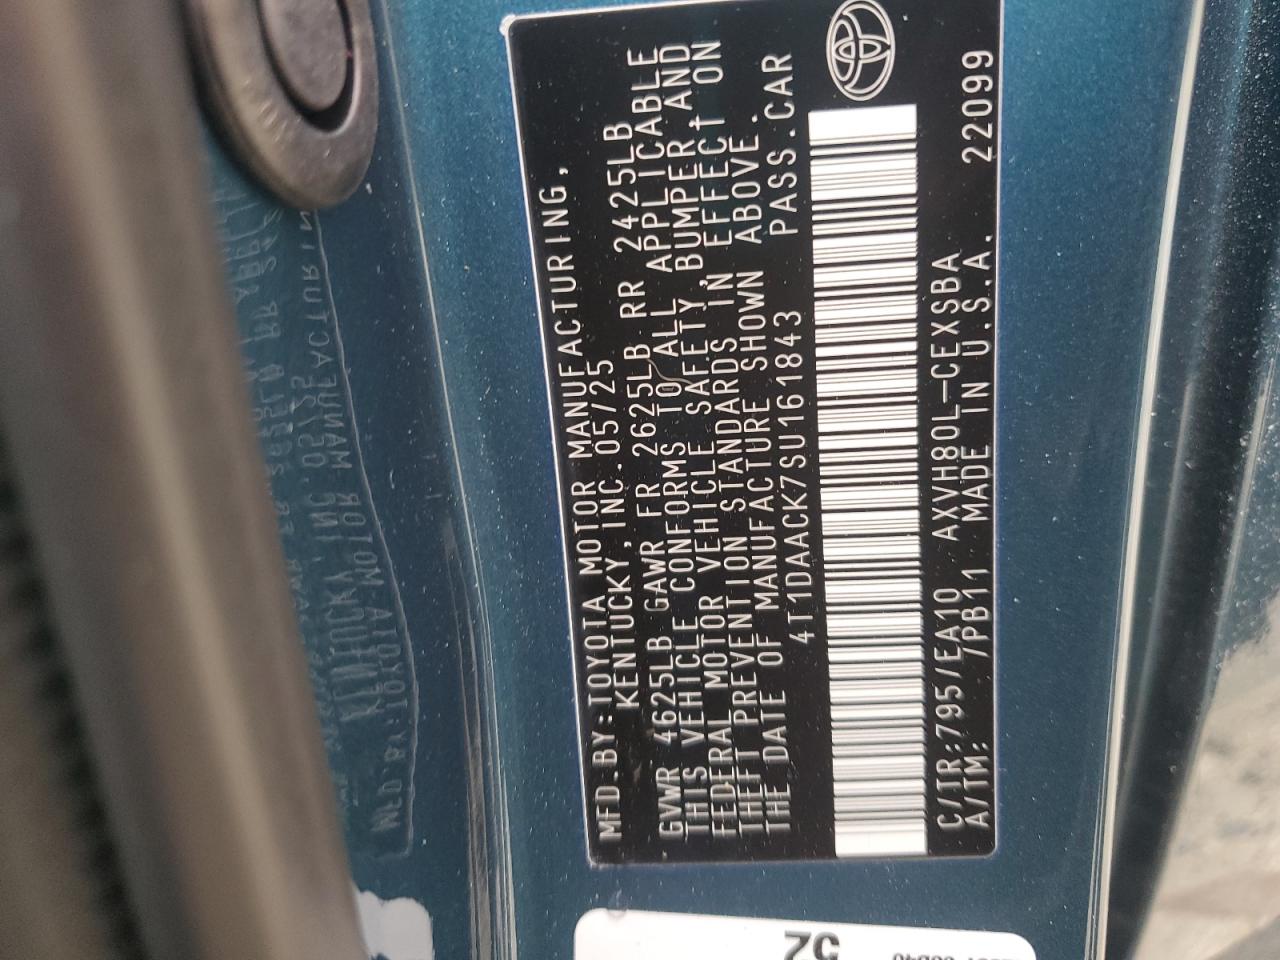 MFD.BY:TOYOTA MOTOR MANUFACTURING,
KENTUCKY,INC.05/25
GVWR 4625LB GAWR FR 2625LB RR 2425LB
THIS VEHICLE CONFORMS TO ALL APPLICABLE
FEDERAL MOTOR VEHICLE SAFETY,BUMPER,AND
THEFT PREVENTION STANDARDS IN EFFECT ON
THE DATE OF MANUFACTURE SHOWN ABOVE.
4T1DAACK7SU161843 PASS.CAR
C/TR:795/EA10 AXVH80L-CEXSBA
A/TM: /PB11 MADE IN U.S.A. 22099
52